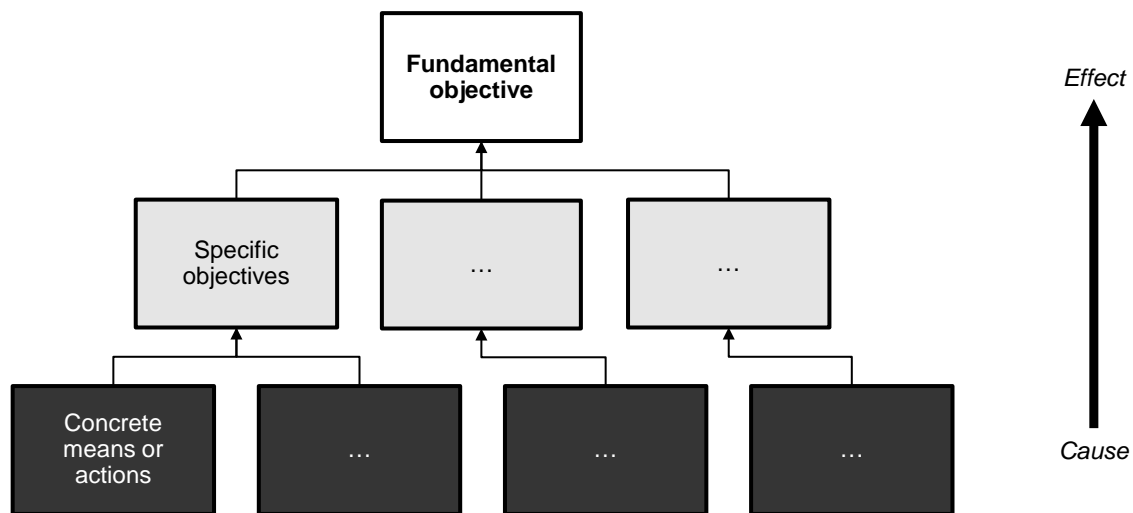 Fundamental
objective
Effect
Specific
objectives
…
…
Concrete
means or
actions
…
…
…
Cause